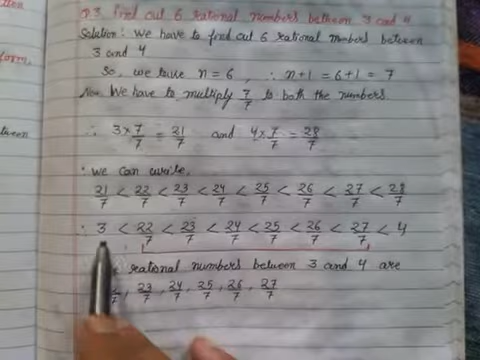 Q.3 find out 6 rational numbers between 3 and 4
Solution: we have to find out 6 rational numbers between
3 and 4
So, we take n = 6, ∴ n+1 = 6+1 = 7
Now We have to multiply 7/7 to both the numbers.
∴ 3 × 7/7 = 21/7 and 4 × 7/7 = 28/7
∴ we can write,
21/7 < 22/7 < 23/7 < 24/7 < 25/7 < 26/7 < 27/7 < 28/7
∴ 3 < 22/7 < 23/7 < 24/7 < 25/7 < 26/7 < 27/7 < 4
rational numbers between 3 and 4 are
, 23/7, 24/7, 25/7, 26/7, 27/7
form,